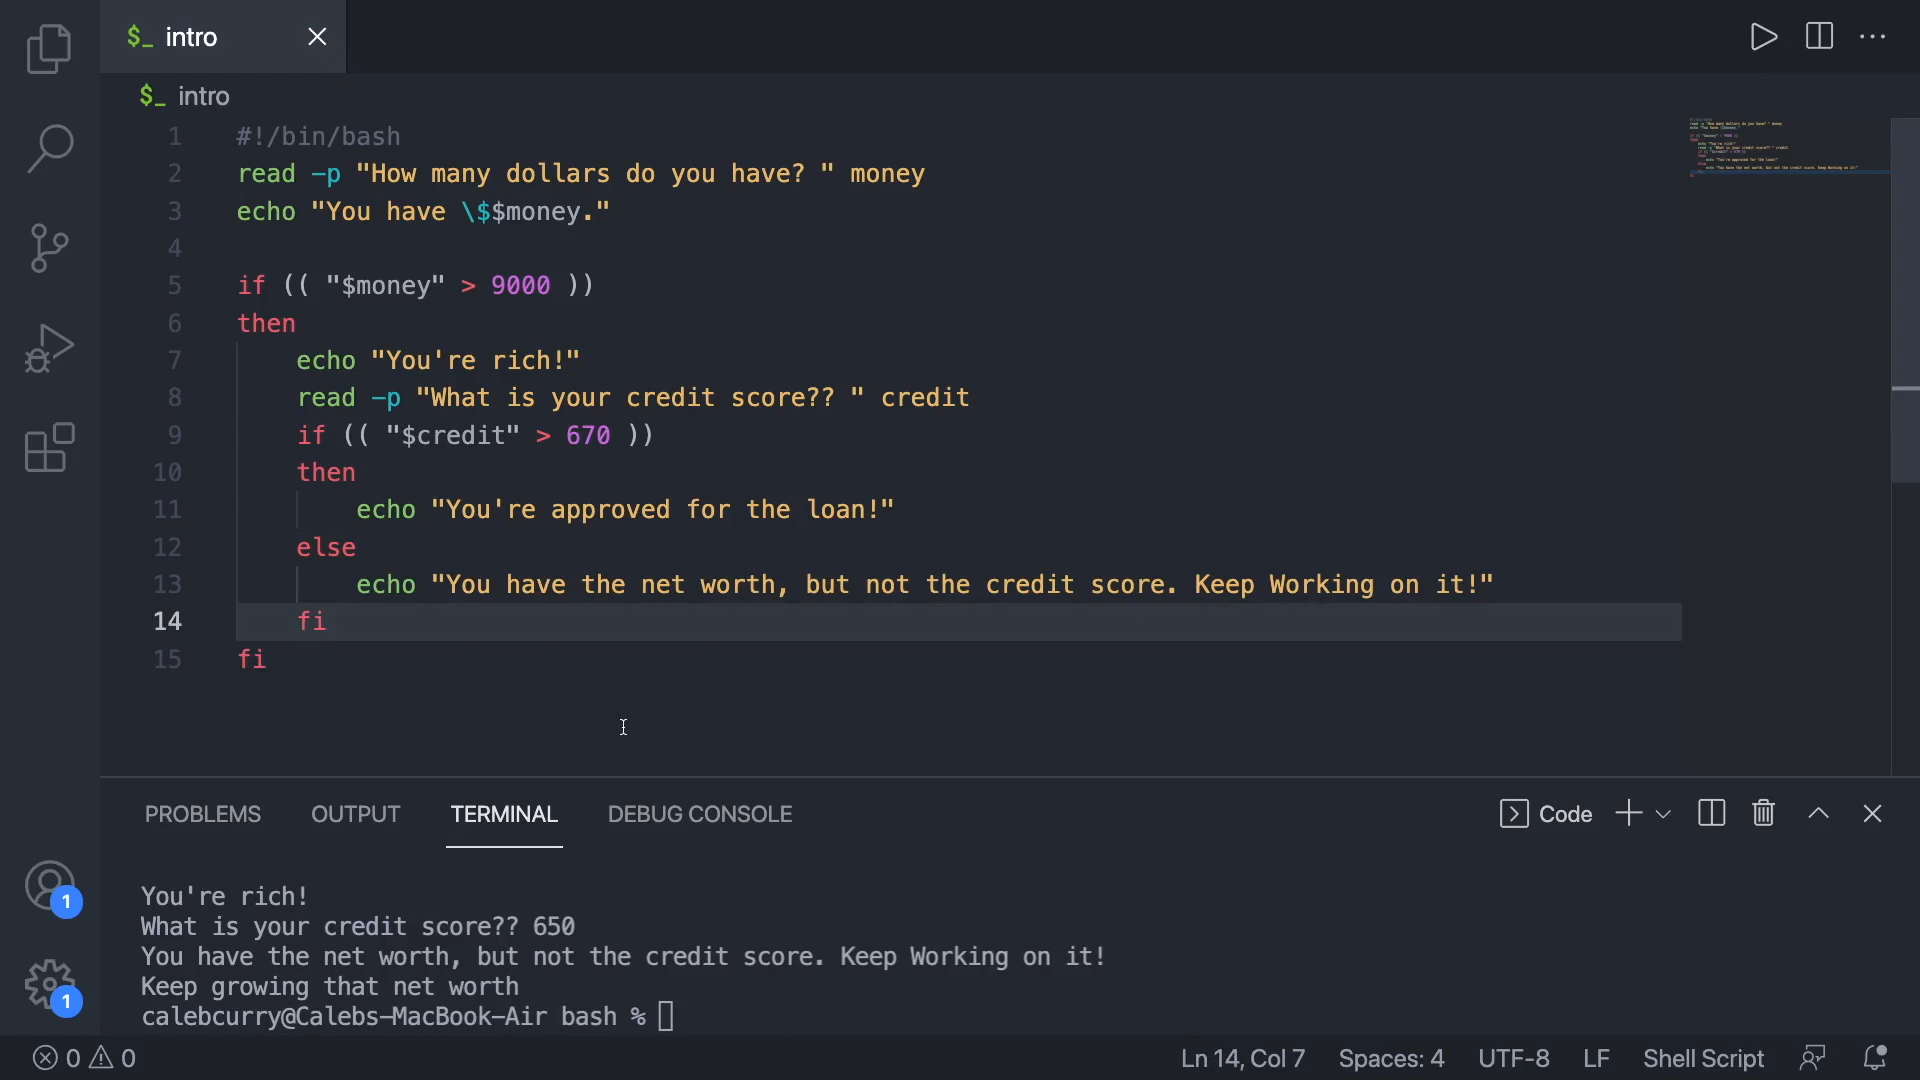 $_ intro
$_ intro
1 #!/bin/bash
2 read -p "How many dollars do you have? " money
3 echo "You have \$$money."
4
5 if (( "$money" > 9000 ))
6 then
7 echo "You're rich!"
8 read -p "What is your credit score?? " credit
9 if (( "$credit" > 670 ))
10 then
11 echo "You're approved for the loan!"
12 else
13 echo "You have the net worth, but not the credit score. Keep Working on it!"
14 fi
15 fi
PROBLEMS OUTPUT TERMINAL DEBUG CONSOLE Code
You're rich!
What is your credit score?? 650
You have the net worth, but not the credit score. Keep Working on it!
1
Keep growing that net worth
1
calebcurry@Calebs-MacBook-Air bash %
0 0 Ln 14, Col 7 Spaces: 4 UTF-8 LF Shell Script